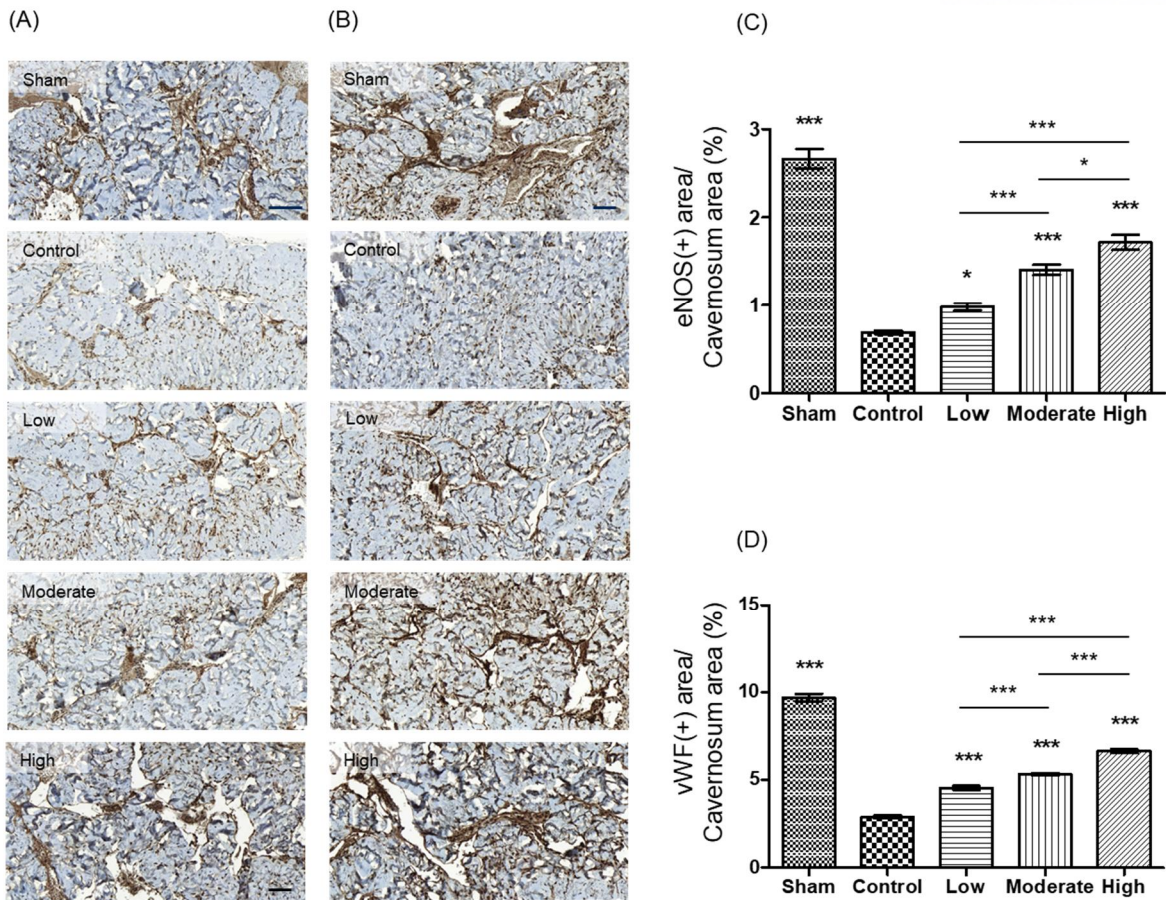 (A)
Sham
Control
Low
Moderate
High
(B)
Sham
Control
Low
Moderate
High
(C)
eNOS(+) area/
Cavernosum area (%)
3
2
1
0
***
*
***
***
***
*
***
Sham Control Low Moderate High
(D)
vWF(+) area/
Cavernosum area (%)
15
10
5
0
***
***
***
***
***
***
***
Sham Control Low Moderate High